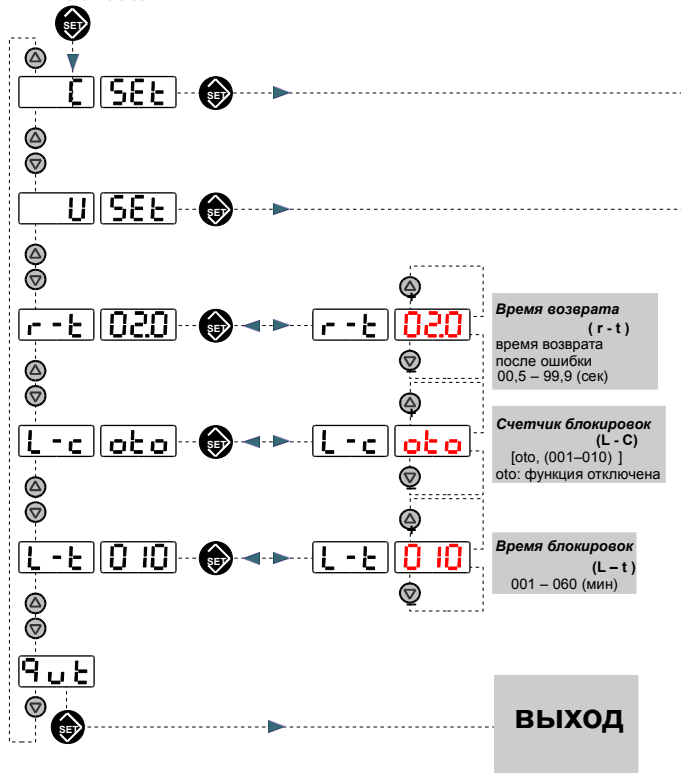 SET
C SEt SET
U SEt SET
r-t 02.0 SET r-t 02.0
Время возврата
( r - t )
время возврата
после ошибки
00,5 – 99,9 (сек)
L-c oto SET L-c oto
Счетчик блокировок
(L - C)
[oto, (001–010) ]
oto: функция отключена
L-t 010 SET L-t 010
Время блокировок
(L – t )
001 – 060 (мин)
qut
SET
ВЫХОД